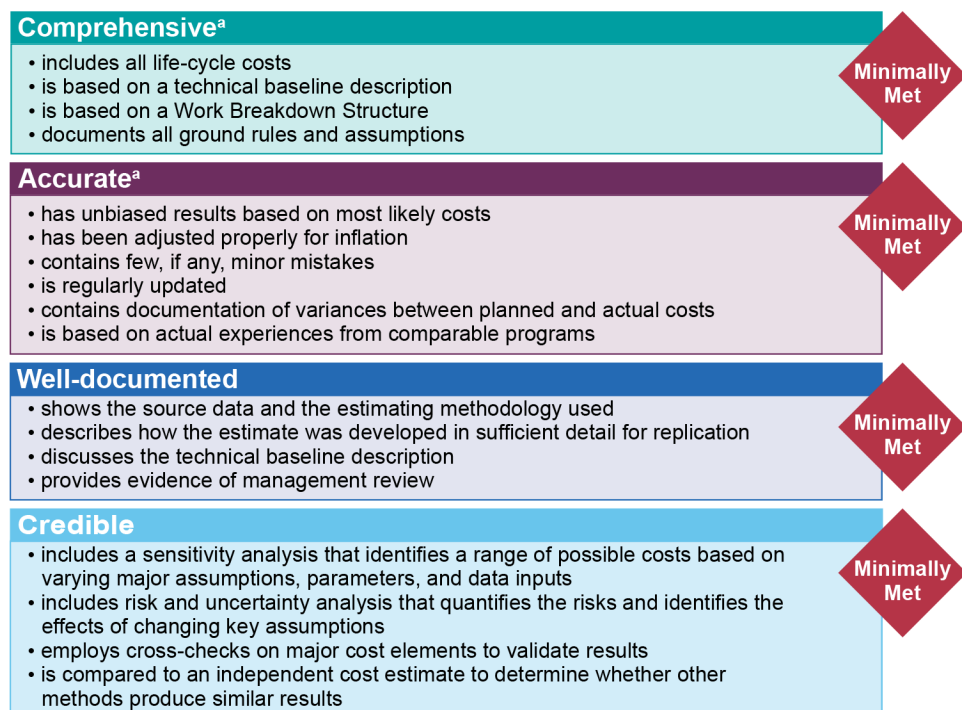 Comprehensiveᵃ
• includes all life-cycle costs
• is based on a technical baseline description
• is based on a Work Breakdown Structure
• documents all ground rules and assumptions
Minimally
Met
Accurateᵃ
• has unbiased results based on most likely costs
• has been adjusted properly for inflation
• contains few, if any, minor mistakes
• is regularly updated
• contains documentation of variances between planned and actual costs
• is based on actual experiences from comparable programs
Minimally
Met
Well-documented
• shows the source data and the estimating methodology used
• describes how the estimate was developed in sufficient detail for replication
• discusses the technical baseline description
• provides evidence of management review
Minimally
Met
Credible
• includes a sensitivity analysis that identifies a range of possible costs based on
varying major assumptions, parameters, and data inputs
• includes risk and uncertainty analysis that quantifies the risks and identifies the
effects of changing key assumptions
• employs cross-checks on major cost elements to validate results
• is compared to an independent cost estimate to determine whether other
methods produce similar results
Minimally
Met